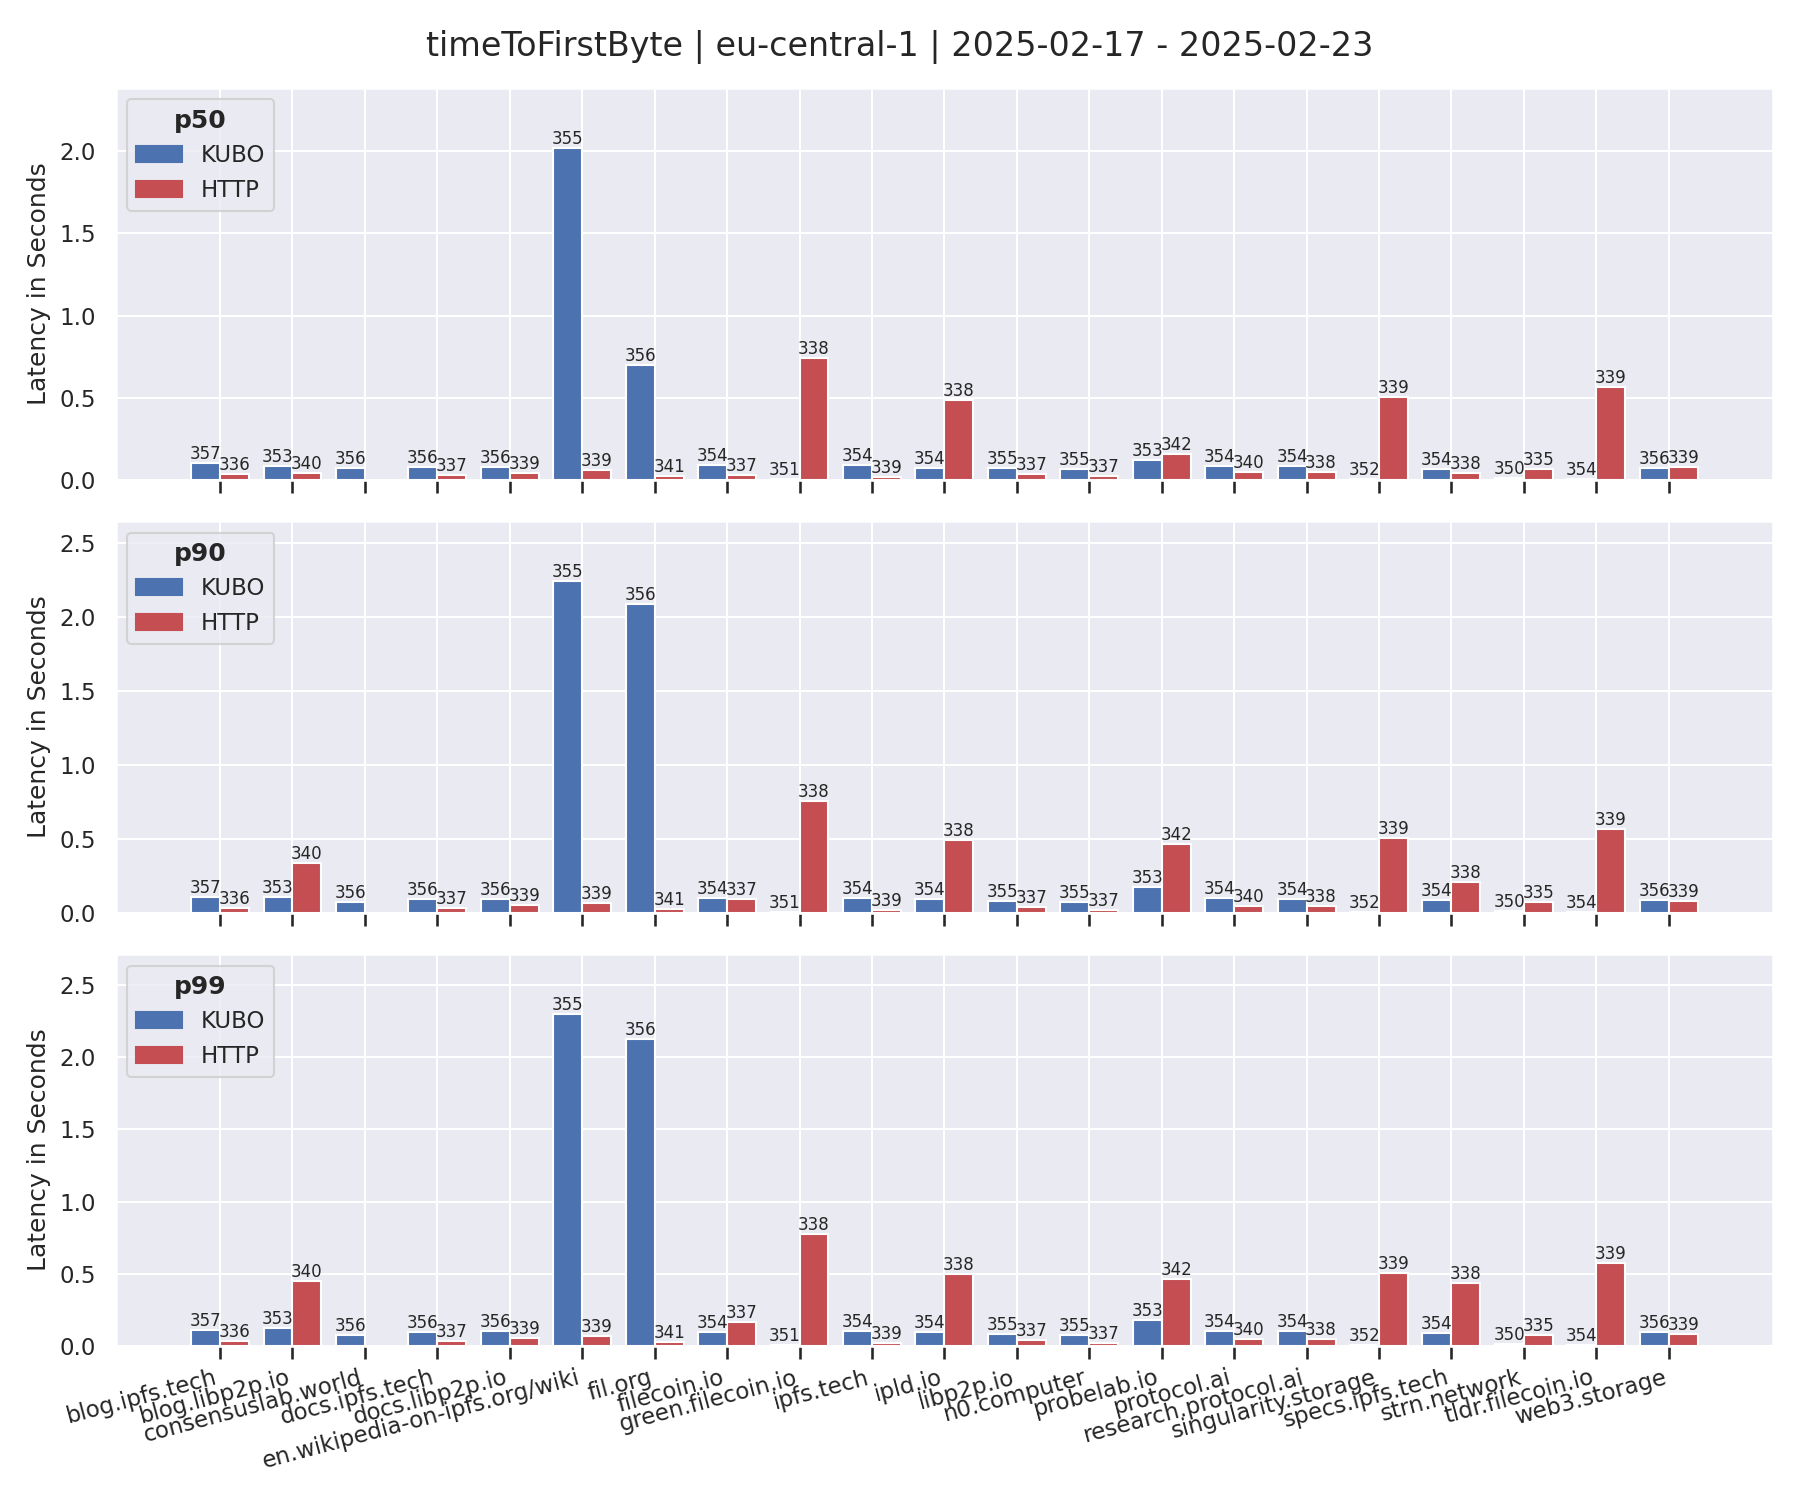 timeToFirstByte | eu-central-1 | 2025-02-17 - 2025-02-23
p50
KUBO
HTTP
Latency in Seconds
2.0
1.5
1.0
0.5
0.0
357 336 353 340 356 356 337 356 339 355 339 356 341 354 337 351 338 354 339 354 338 355 337 355 337 353 342 354 340 354 338 352 339 354 338 350 335 354 339 356 339
p90
KUBO
HTTP
Latency in Seconds
2.5
2.0
1.5
1.0
0.5
0.0
357 336 353 340 356 356 337 356 339 355 339 356 341 354 337 351 338 354 339 354 338 355 337 355 337 353 342 354 340 354 338 352 339 354 338 350 335 354 339 356 339
p99
KUBO
HTTP
Latency in Seconds
2.5
2.0
1.5
1.0
0.5
0.0
357 336 353 340 356 356 337 356 339 355 339 356 341 354 337 351 338 354 339 354 338 355 337 355 337 353 342 354 340 354 338 352 339 354 338 350 335 354 339 356 339
blog.ipfs.tech
blog.libp2p.io
consensuslab.world
docs.ipfs.tech
docs.libp2p.io
en.wikipedia-on-ipfs.org/wiki
fil.org
filecoin.io
green.filecoin.io
ipfs.tech
ipld.io
libp2p.io
n0.computer
probelab.io
protocol.ai
research.protocol.ai
singularity.storage
specs.ipfs.tech
strn.network
tldr.filecoin.io
web3.storage